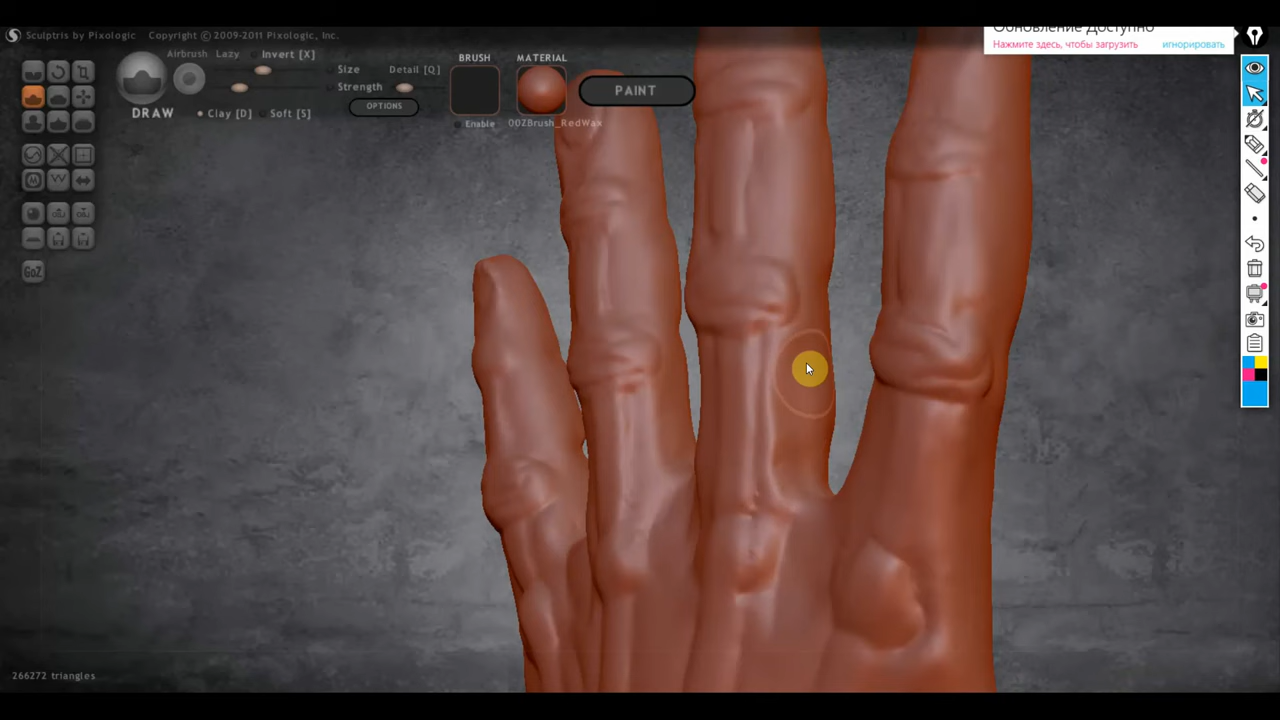 Sculptris by Pixologic Copyright © 2009-2011 Pixologic, Inc.
Обновление Доступно
Нажмите здесь, чтобы загрузить игнорировать
Airbrush Lazy Invert [X]
BRUSH MATERIAL
Size Detail [Q]
Strength
PAINT
OPTIONS
DRAW Clay [D] Soft [S]
Enable 00ZBrush_RedWax
GoZ
266272 triangles